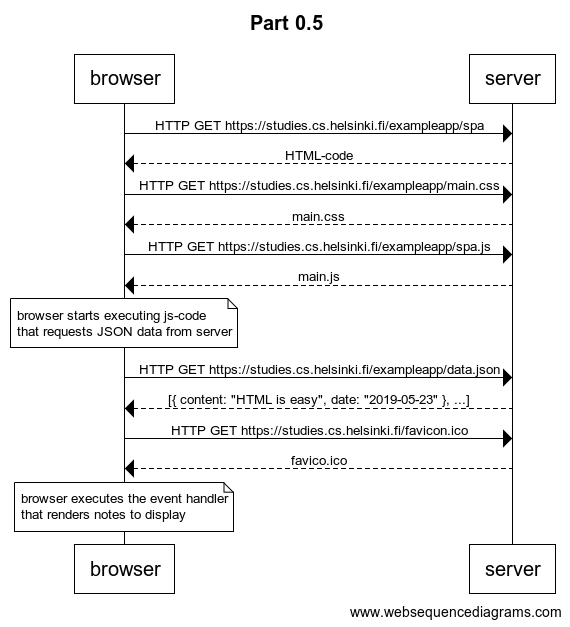 Part 0.5
browser
server
HTTP GET https://studies.cs.helsinki.fi/exampleapp/spa
HTML-code
HTTP GET https://studies.cs.helsinki.fi/exampleapp/main.css
main.css
HTTP GET https://studies.cs.helsinki.fi/exampleapp/spa.js
main.js
browser starts executing js-code
that requests JSON data from server
HTTP GET https://studies.cs.helsinki.fi/exampleapp/data.json
[{ content: "HTML is easy", date: "2019-05-23" }, ...]
HTTP GET https://studies.cs.helsinki.fi/favicon.ico
favico.ico
browser executes the event handler
that renders notes to display
browser
server
www.websequencediagrams.com